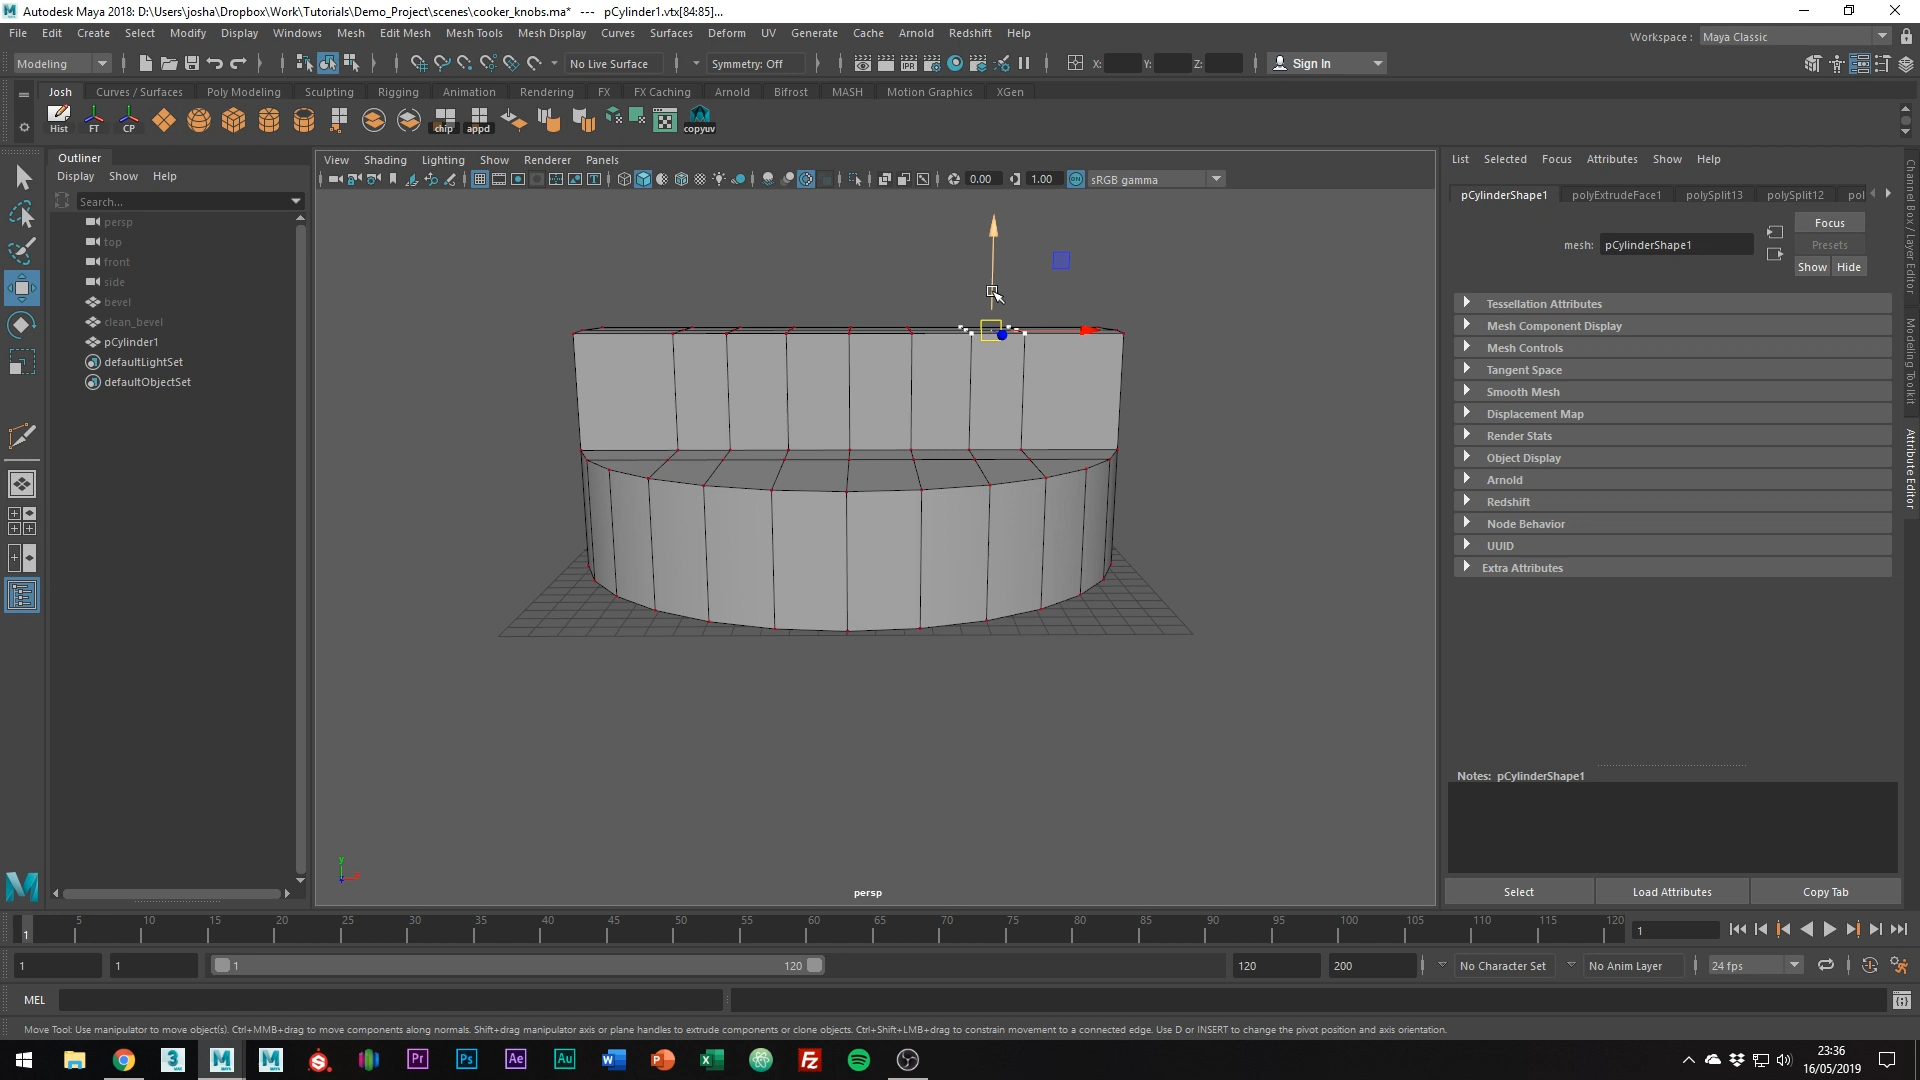 Autodesk Maya 2018: D:\Users\josha\Dropbox\Work\Tutorials\Demo_Project\scenes\cooker_knobs.ma* --- pCylinder1.vtx[84:85]...
File Edit Create Select Modify Display Windows Mesh Edit Mesh Mesh Tools Mesh Display Curves Surfaces Deform UV Generate Cache Arnold Redshift Help
Workspace : Maya Classic
Modeling No Live Surface Symmetry: Off X: Y: Z: Sign In
Josh Curves / Surfaces Poly Modeling Sculpting Rigging Animation Rendering FX FX Caching Arnold Bifrost MASH Motion Graphics XGen
Hist FT CP chip appd copyuv
Outliner
Display Show Help
Search...
persp
top
front
side
bevel
clean_bevel
pCylinder1
defaultLightSet
defaultObjectSet
View Shading Lighting Show Renderer Panels
0.00 1.00 ON sRGB gamma
y
persp
List Selected Focus Attributes Show Help
pCylinderShape1 polyExtrudeFace1 polySplit13 polySplit12 pol
mesh: pCylinderShape1
Focus
Presets
Show Hide
Tessellation Attributes
Mesh Component Display
Mesh Controls
Tangent Space
Smooth Mesh
Displacement Map
Render Stats
Object Display
Arnold
Redshift
Node Behavior
UUID
Extra Attributes
Notes: pCylinderShape1
Select Load Attributes Copy Tab
Channel Box / Layer Editor
Modeling Toolkit
Attribute Editor
1 5 10 15 20 25 30 35 40 45 50 55 60 65 70 75 80 85 90 95 100 105 110 115 120 1
1 1 1 120 120 200 No Character Set No Anim Layer 24 fps
MEL
Move Tool: Use manipulator to move object(s). Ctrl+MMB+drag to move components along normals. Shift+drag manipulator axis or plane handles to extrude components or clone objects. Ctrl+Shift+LMB+drag to constrain movement to a connected edge. Use D or INSERT to change the pivot position and axis orientation.
23:36
16/05/2019